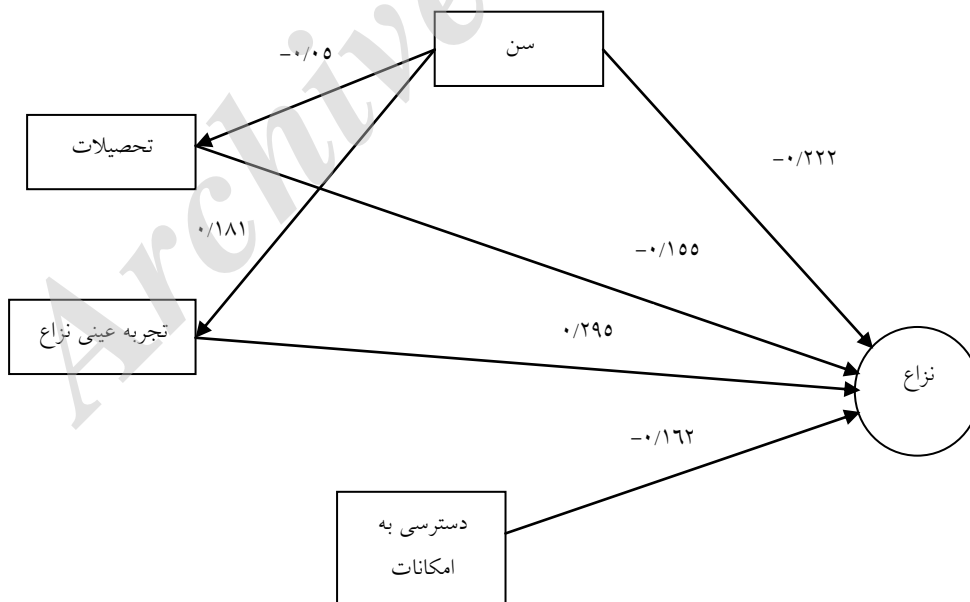 سن
-۰/۰۵
تحصیلات
-۰/۲۲۲
۰/۱۸۱
-۰/۱۵۵
تجربه عینی نزاع
۰/۲۹۵
نزاع
-۰/۱۶۲
دسترسی به
امکانات
Archive